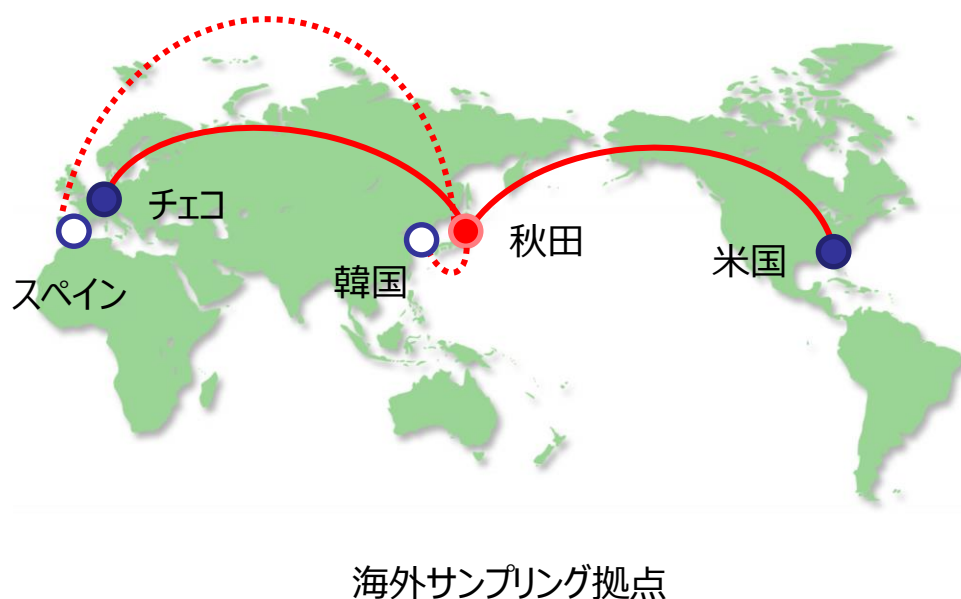 チェコ
秋田
米国
韓国
スペイン
海外サンプリング拠点